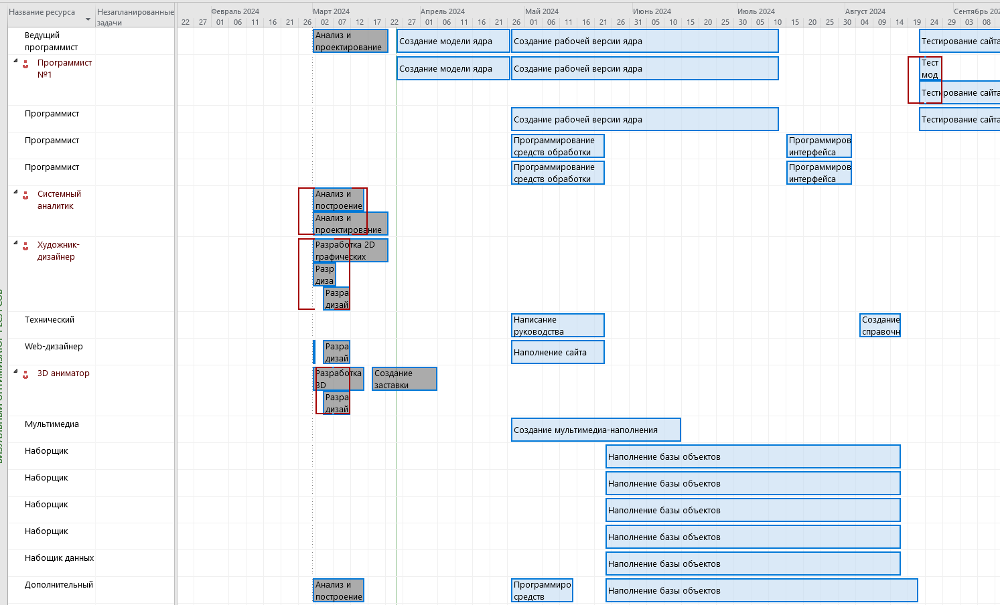 Название ресурса
Незапланированные
задачи
Февраль 2024 Март 2024 Апрель 2024 Май 2024 Июнь 2024 Июль 2024 Август 2024 Сентябрь 202
22 27 01 06 11 16 21 26 02 07 12 17 22 27 01 06 11 16 21 26 01 06 11 16 21 26 31 05 10 15 20 25 30 05 10 15 20 25 30 04 09 14 19 24 29 03 08
Ведущий
программист
Анализ и
проектирование
Создание модели ядра
Создание рабочей версии ядра
Тестирование сайта
Программист
№1
Создание модели ядра
Создание рабочей версии ядра
Тест
мод
Тестирование сайта
Программист
Создание рабочей версии ядра
Тестирование сайта
Программист
Программирование
средств обработки
Программиров
интерфейса
Программист
Программирование
средств обработки
Программиров
интерфейса
Системный
аналитик
Анализ и
построение
Анализ и
проектирование
Художник-
дизайнер
Разработка 2D
графических
Разр
диза
Разра
дизай
Технический
Написание
руководства
Создание
справочн
Web-дизайнер
Разра
дизай
Наполнение сайта
3D аниматор
Разработка
3D
Создание
заставки
Разра
дизай
Мультимедиа
Создание мультимедиа-наполнения
Наборщик
Наполнение базы объектов
Наборщик
Наполнение базы объектов
Наборщик
Наполнение базы объектов
Наборщик
Наполнение базы объектов
Набощик данных
Наполнение базы объектов
Дополнительный
Анализ и
построение
Программиро
средств
Наполнение базы объектов